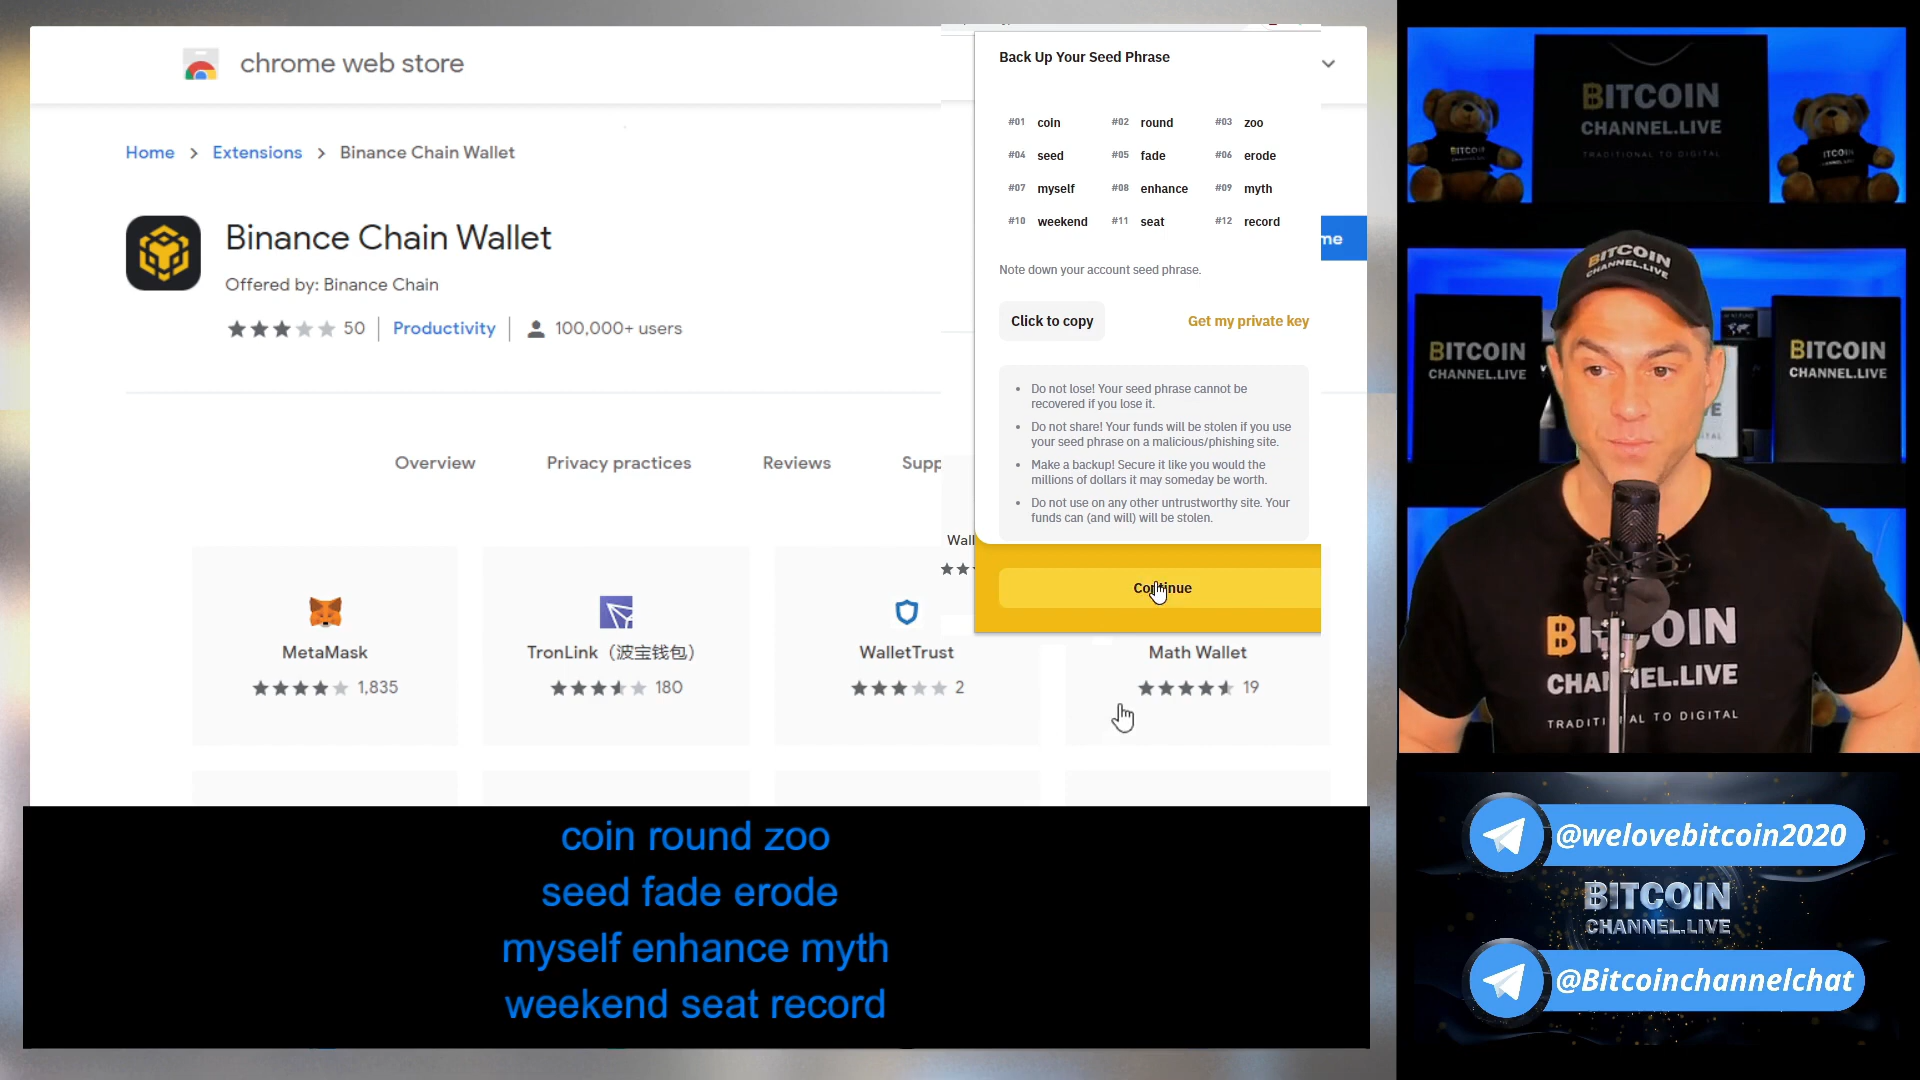 chrome web store
Home > Extensions > Binance Chain Wallet
Binance Chain Wallet
Offered by: Binance Chain
50 Productivity 100,000+ users
Overview Privacy practices Reviews Supp
MetaMask
1,835
TronLink（波宝钱包）
180
WalletTrust
2
Math Wallet
19
Wall
me
Back Up Your Seed Phrase
#01 coin #02 round #03 zoo
#04 seed #05 fade #06 erode
#07 myself #08 enhance #09 myth
#10 weekend #11 seat #12 record
Note down your account seed phrase.
Click to copy Get my private key
• Do not lose! Your seed phrase cannot be
recovered if you lose it.
• Do not share! Your funds will be stolen if you use
your seed phrase on a malicious/phishing site.
• Make a backup! Secure it like you would the
millions of dollars it may someday be worth.
• Do not use on any other untrustworthy site. Your
funds can (and will) will be stolen.
Continue
coin round zoo
seed fade erode
myself enhance myth
weekend seat record
BITCOIN
CHANNEL.LIVE
TRADITIONAL TO DIGITAL
BITCOIN
BITCOIN
CHANNEL.LIVE
BITCOIN
CHANNEL.LIVE
BITCOIN
CHANNEL.LIVE
BITCOIN
CHANNEL.LIVE
TRADITIONAL TO DIGITAL
@welovebitcoin2020
BITCOIN
CHANNEL.LIVE
@Bitcoinchannelchat